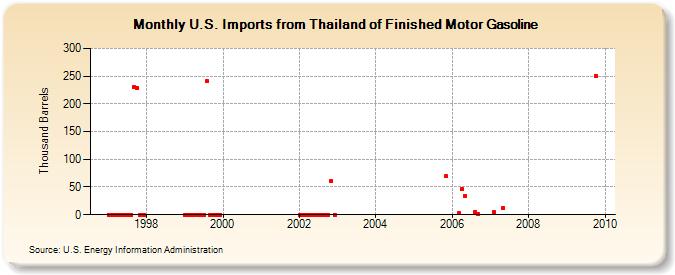 Monthly U.S. Imports from Thailand of Finished Motor Gasoline
Thousand Barrels
300
250
200
150
100
50
0
1998 2000 2002 2004 2006 2008 2010
Source: U.S. Energy Information Administration